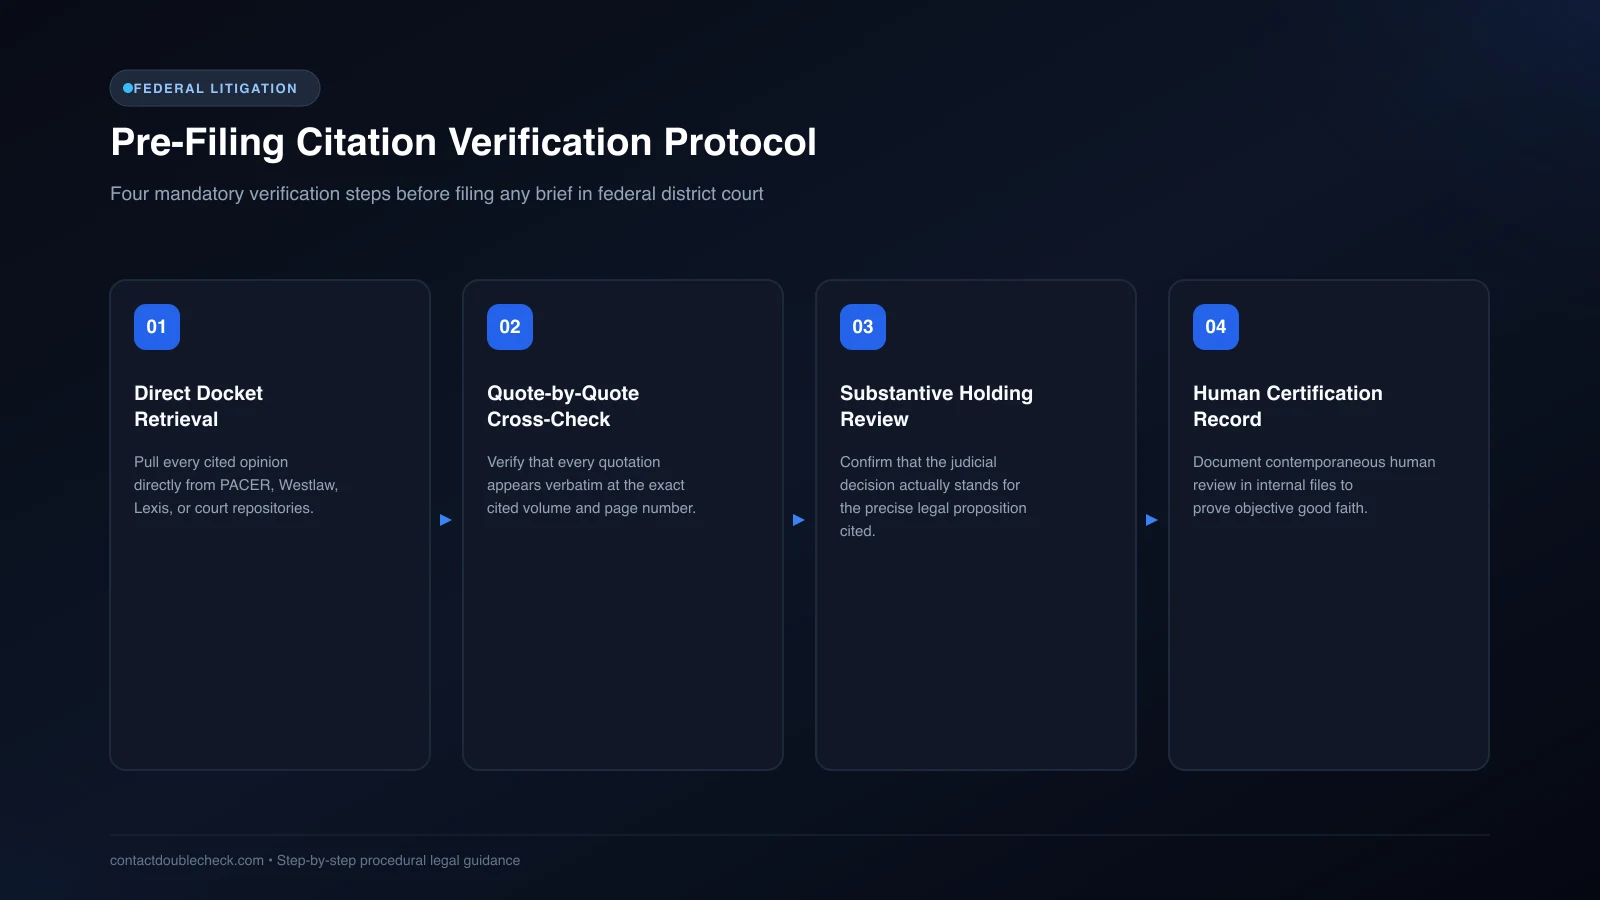 FEDERAL LITIGATION
Pre-Filing Citation Verification Protocol
Four mandatory verification steps before filing any brief in federal district court
01
Direct Docket
Retrieval
Pull every cited opinion
directly from PACER, Westlaw,
Lexis, or court repositories.
▶
02
Quote-by-Quote
Cross-Check
Verify that every quotation
appears verbatim at the exact
cited volume and page number.
▶
03
Substantive Holding
Review
Confirm that the judicial
decision actually stands for
the precise legal proposition
cited.
▶
04
Human Certification
Record
Document contemporaneous human
review in internal files to
prove objective good faith.
contactdoublecheck.com • Step-by-step procedural legal guidance